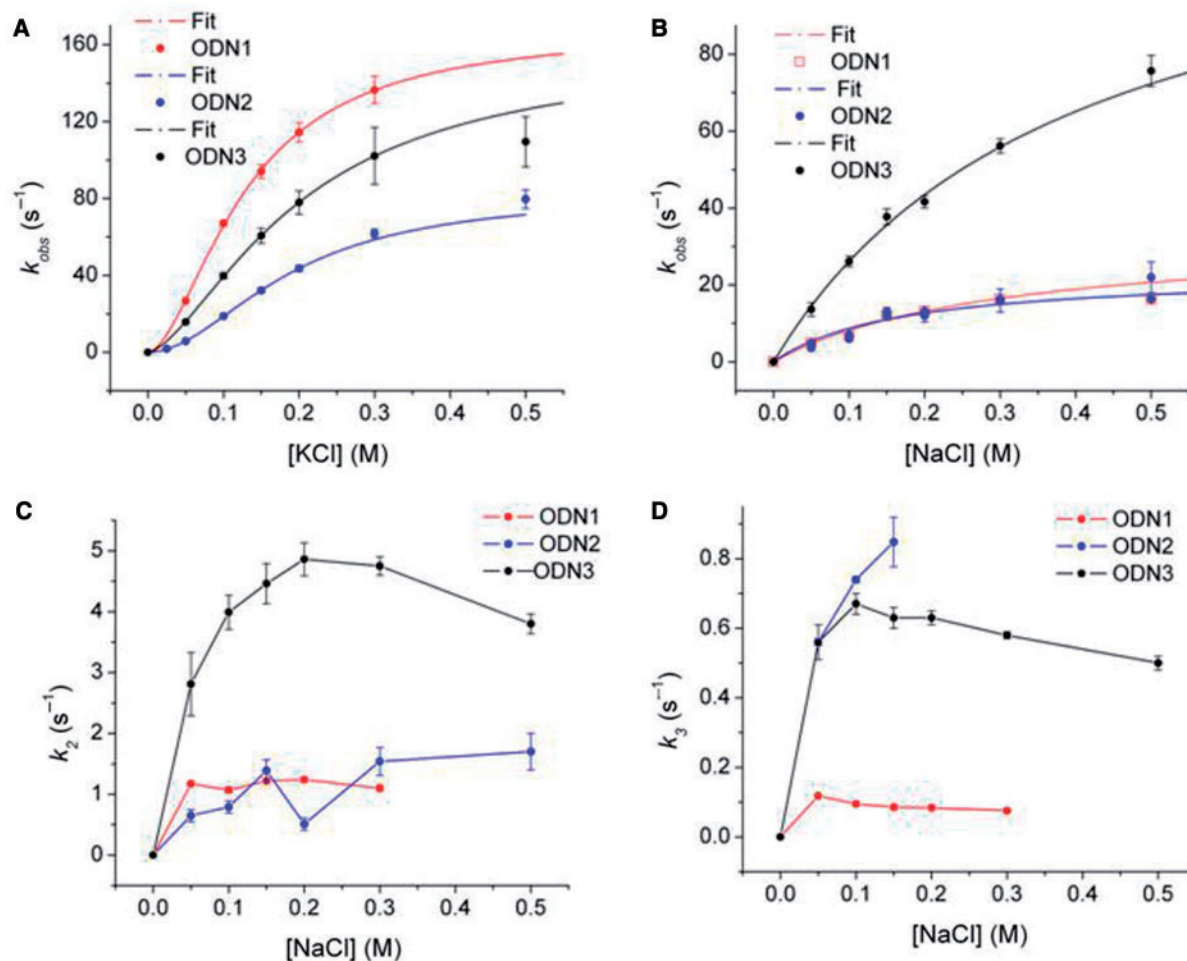 A
Fit
ODN1
Fit
ODN2
Fit
ODN3
160
120
80
40
0
kobs (s−1)
0.0 0.1 0.2 0.3 0.4 0.5
[KCl] (M)
B
Fit
ODN1
Fit
ODN2
Fit
ODN3
80
60
40
20
0
kobs (s−1)
0.0 0.1 0.2 0.3 0.4 0.5
[NaCl] (M)
C
ODN1
ODN2
ODN3
5
4
3
2
1
0
k2 (s−1)
0.0 0.1 0.2 0.3 0.4 0.5
[NaCl] (M)
D
ODN1
ODN2
ODN3
0.8
0.6
0.4
0.2
0.0
k3 (s−1)
0.0 0.1 0.2 0.3 0.4 0.5
[NaCl] (M)